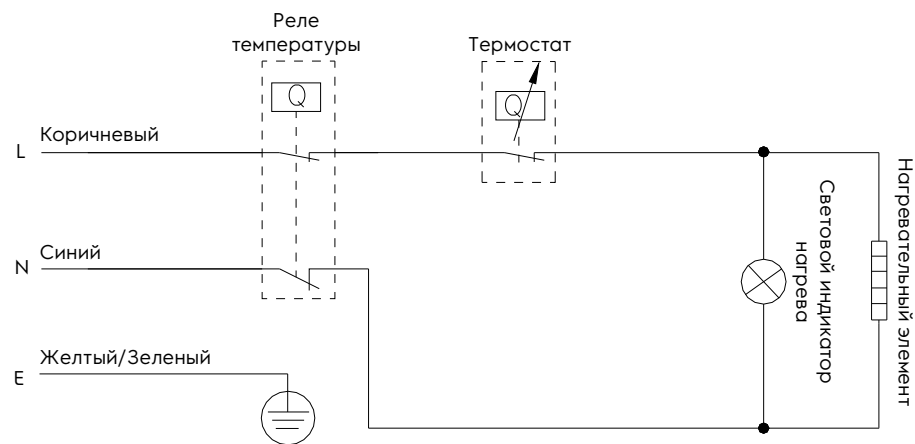 Реле
температуры
Термостат
Q
Q
L
Коричневый
N
Синий
E
Желтый/Зеленый
Световой индикатор
нагрева
Нагревательный элемент